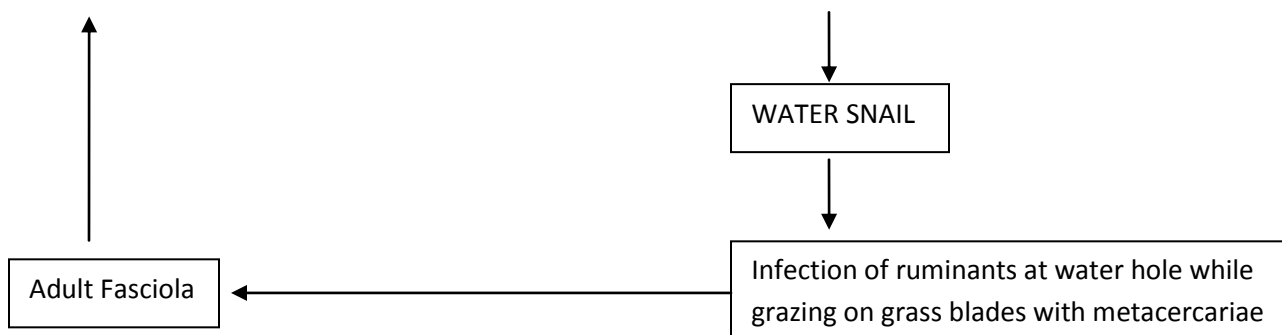 WATER SNAIL
Adult Fasciola
Infection of ruminants at water hole while
grazing on grass blades with metacercariae